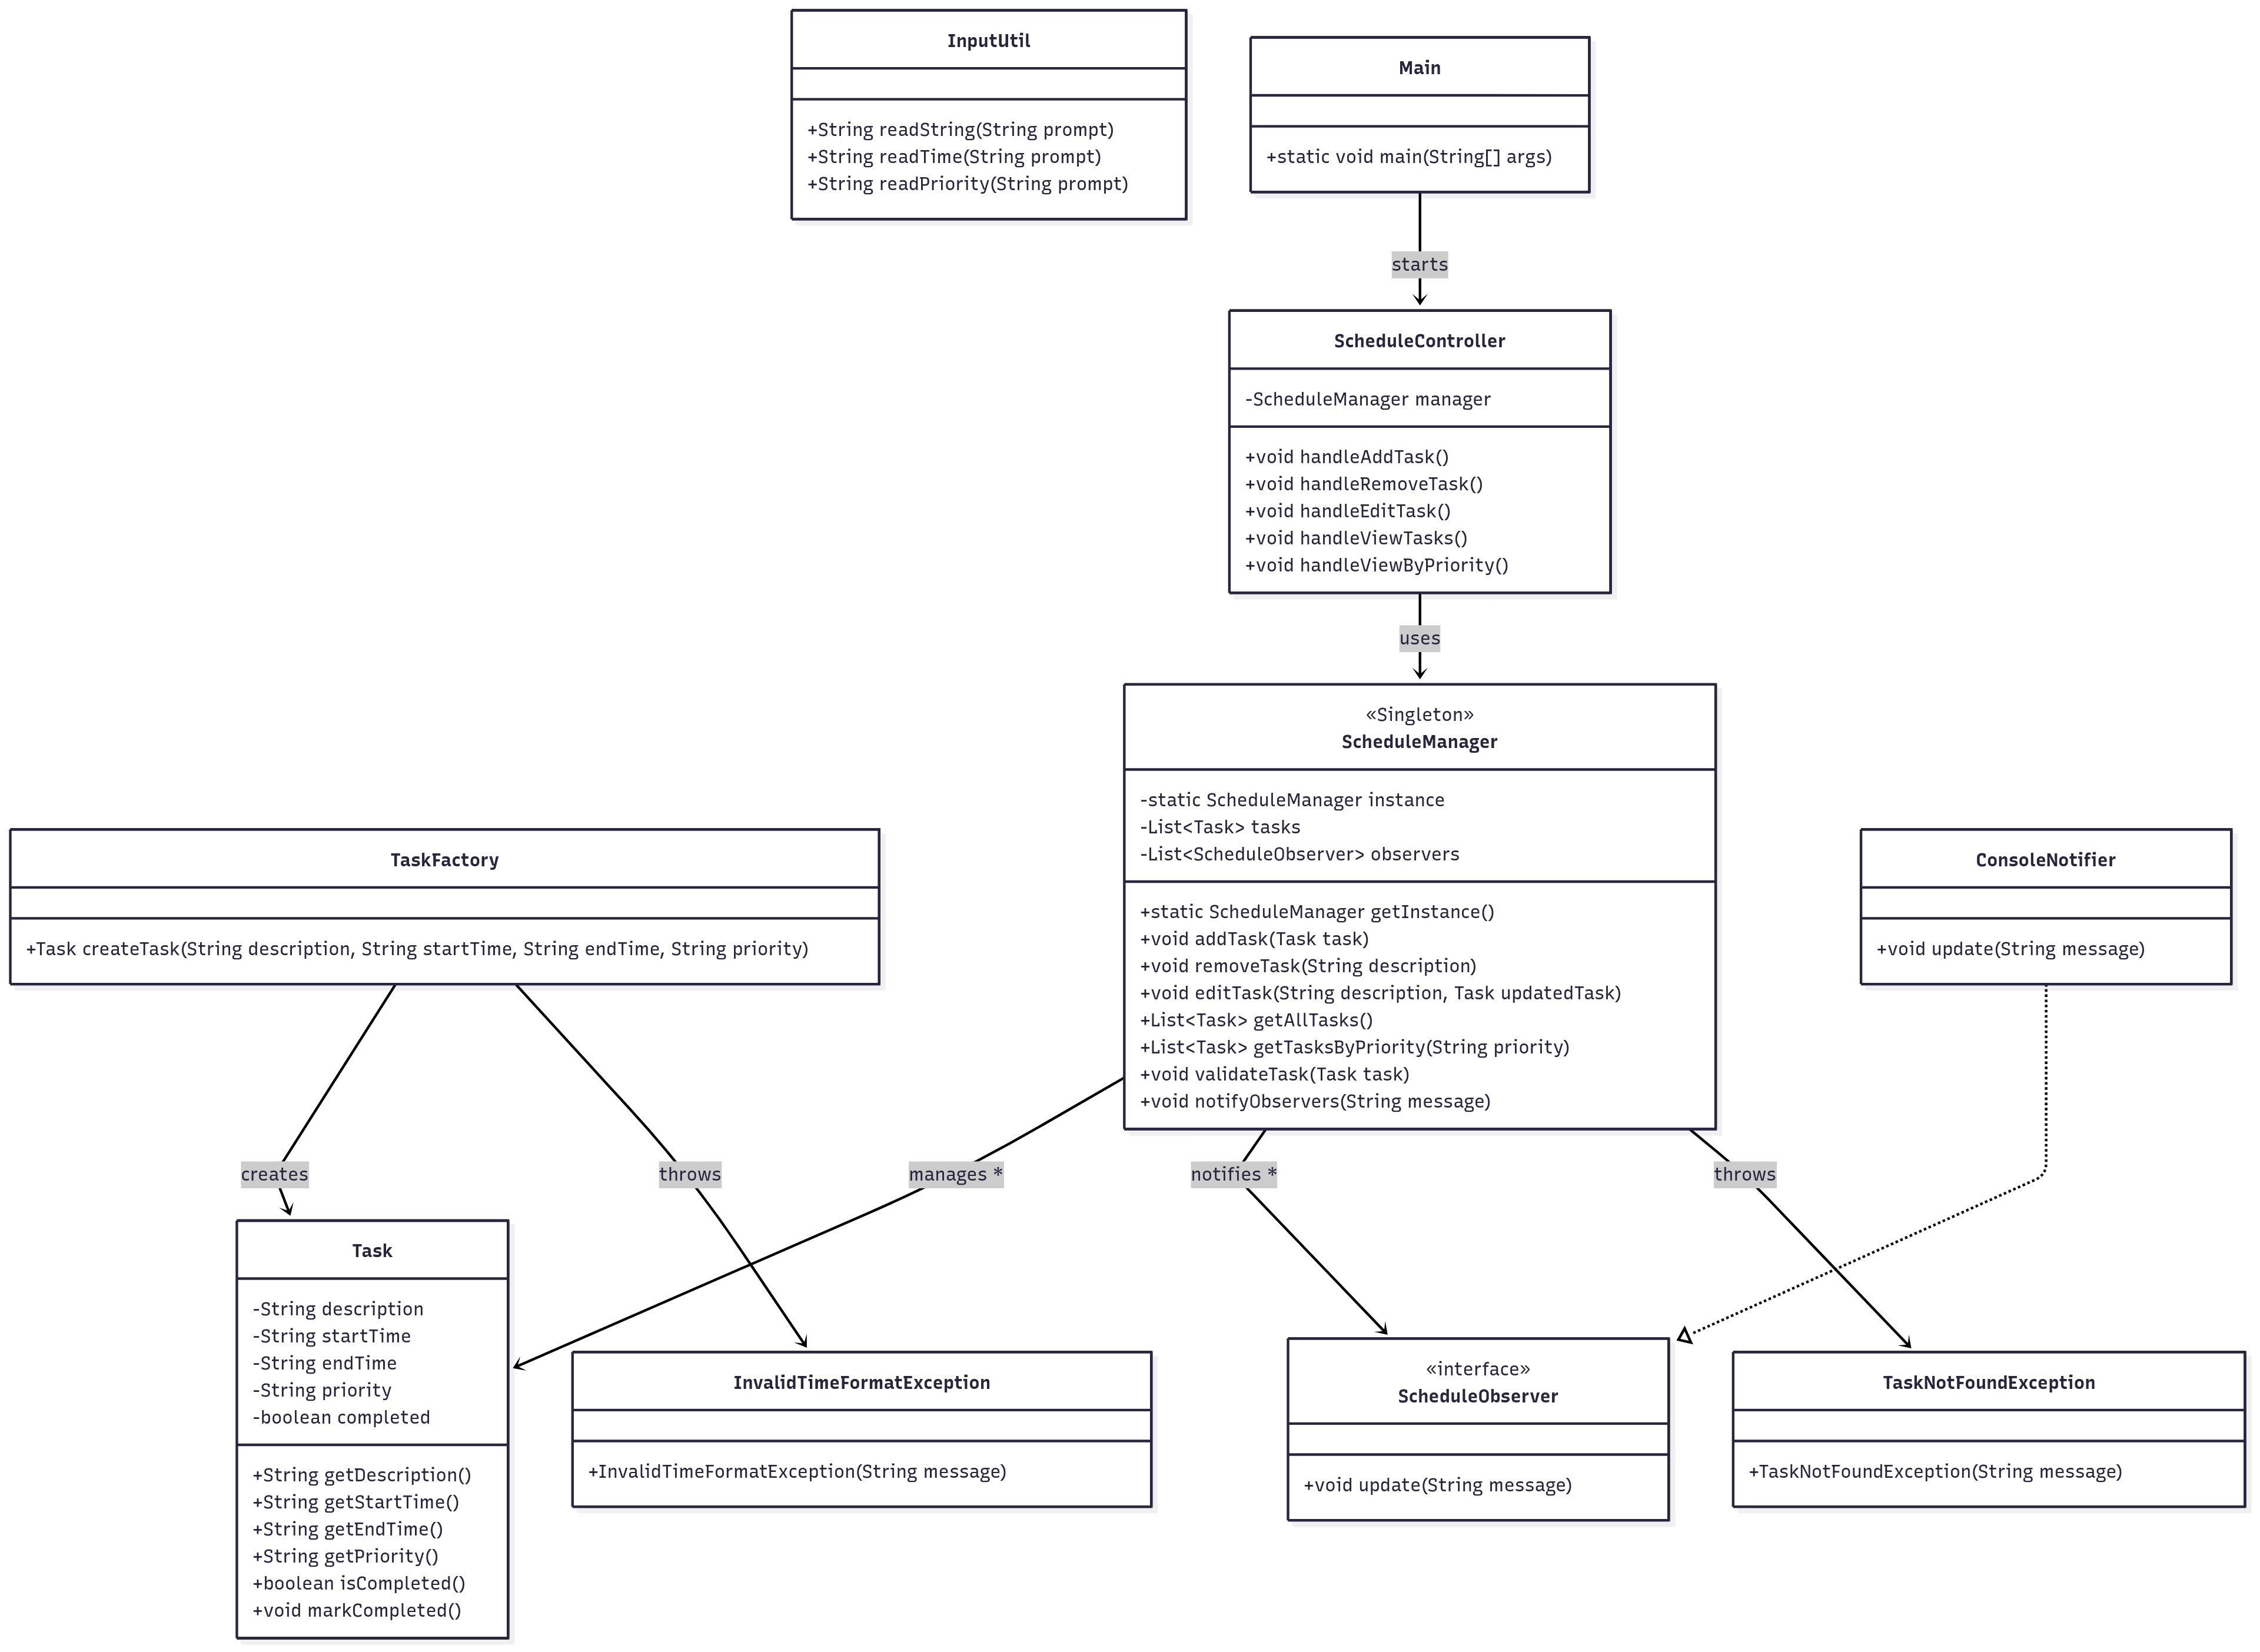 InputUtil
+String readString(String prompt)
+String readTime(String prompt)
+String readPriority(String prompt)
Main
+static void main(String[] args)
starts
ScheduleController
-ScheduleManager manager
+void handleAddTask()
+void handleRemoveTask()
+void handleEditTask()
+void handleViewTasks()
+void handleViewByPriority()
uses
«Singleton»
ScheduleManager
-static ScheduleManager instance
-List<Task> tasks
-List<ScheduleObserver> observers
+static ScheduleManager getInstance()
+void addTask(Task task)
+void removeTask(String description)
+void editTask(String description, Task updatedTask)
+List<Task> getAllTasks()
+List<Task> getTasksByPriority(String priority)
+void validateTask(Task task)
+void notifyObservers(String message)
TaskFactory
+Task createTask(String description, String startTime, String endTime, String priority)
ConsoleNotifier
+void update(String message)
creates
throws
manages *
notifies *
throws
Task
-String description
-String startTime
-String endTime
-String priority
-boolean completed
+String getDescription()
+String getStartTime()
+String getEndTime()
+String getPriority()
+boolean isCompleted()
+void markCompleted()
InvalidTimeFormatException
+InvalidTimeFormatException(String message)
«interface»
ScheduleObserver
+void update(String message)
TaskNotFoundException
+TaskNotFoundException(String message)